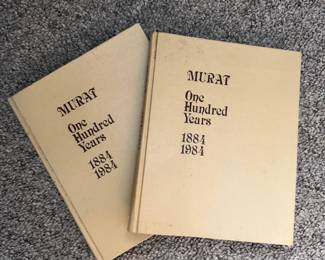 MURAT
One
Hundred
Years
1884
1984
MURAT
One
Hundred
Years
1884
1984